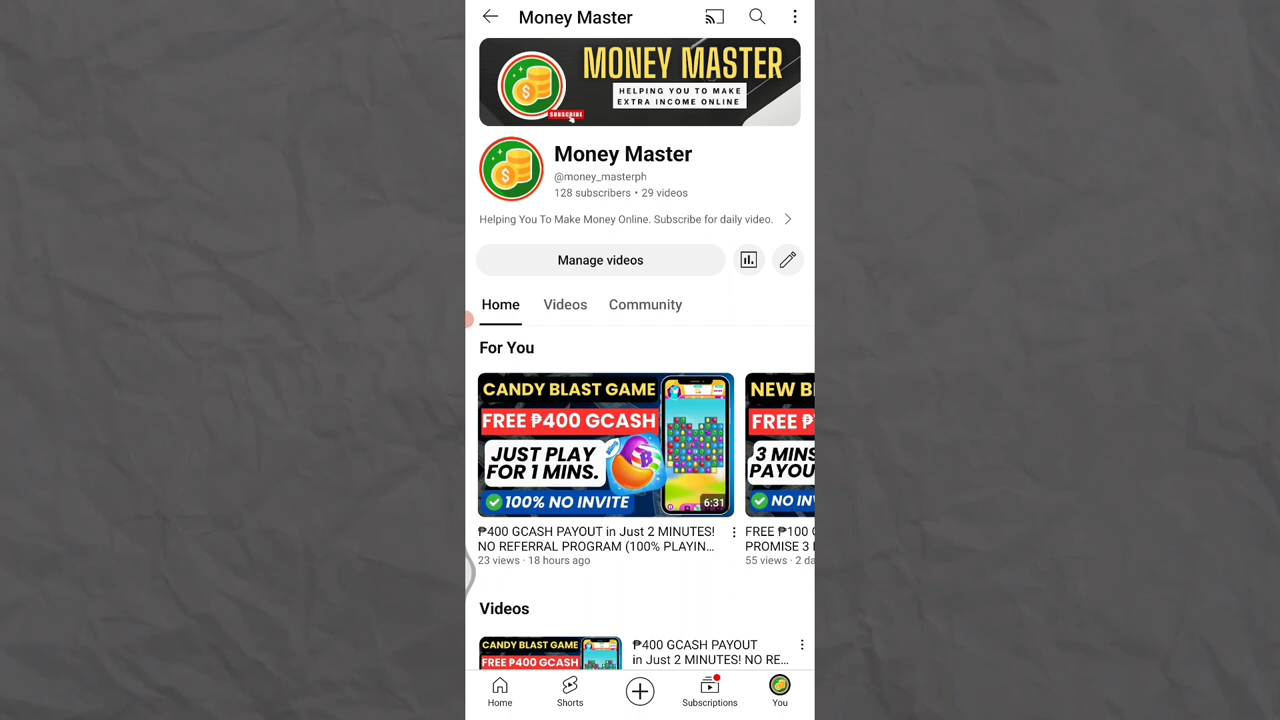 Money Master
MONEY MASTER
HELPING YOU TO MAKE
EXTRA INCOME ONLINE
SUBSCRIBE
Money Master
@money_masterph
128 subscribers • 29 videos
Helping You To Make Money Online. Subscribe for daily video.
Manage videos
Home
Videos
Community
For You
CANDY BLAST GAME
FREE ₱400 GCASH
JUST PLAY
FOR 1 MINS.
100% NO INVITE
6:31
₱400 GCASH PAYOUT in Just 2 MINUTES!
NO REFERRAL PROGRAM (100% PLAYIN...
23 views · 18 hours ago
NEW B
FREE ₱
3 MINS
PAYOU
NO IN
FREE ₱100
PROMISE 3
55 views · 2 da
Videos
CANDY BLAST GAME
FREE ₱400 GCASH
₱400 GCASH PAYOUT
in Just 2 MINUTES! NO RE...
Home
Shorts
Subscriptions
You